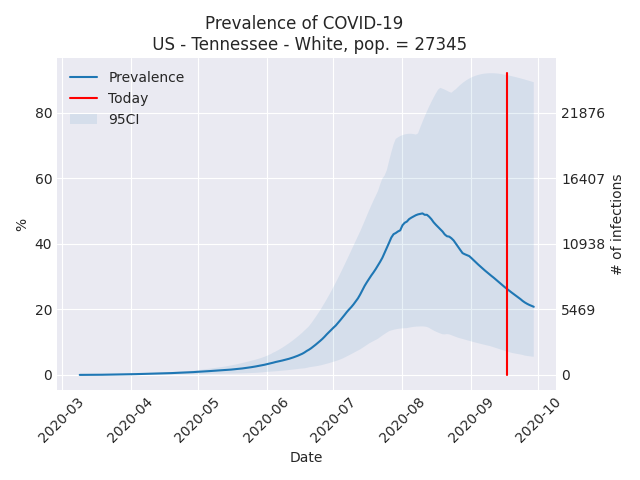 Prevalence of COVID-19
US - Tennessee - White, pop. = 27345
Prevalence
Today
95CI
80
60
40
20
0
%
21876
16407
10938
5469
0
# of infections
2020-03
2020-04
2020-05
2020-06
2020-07
2020-08
2020-09
2020-10
Date